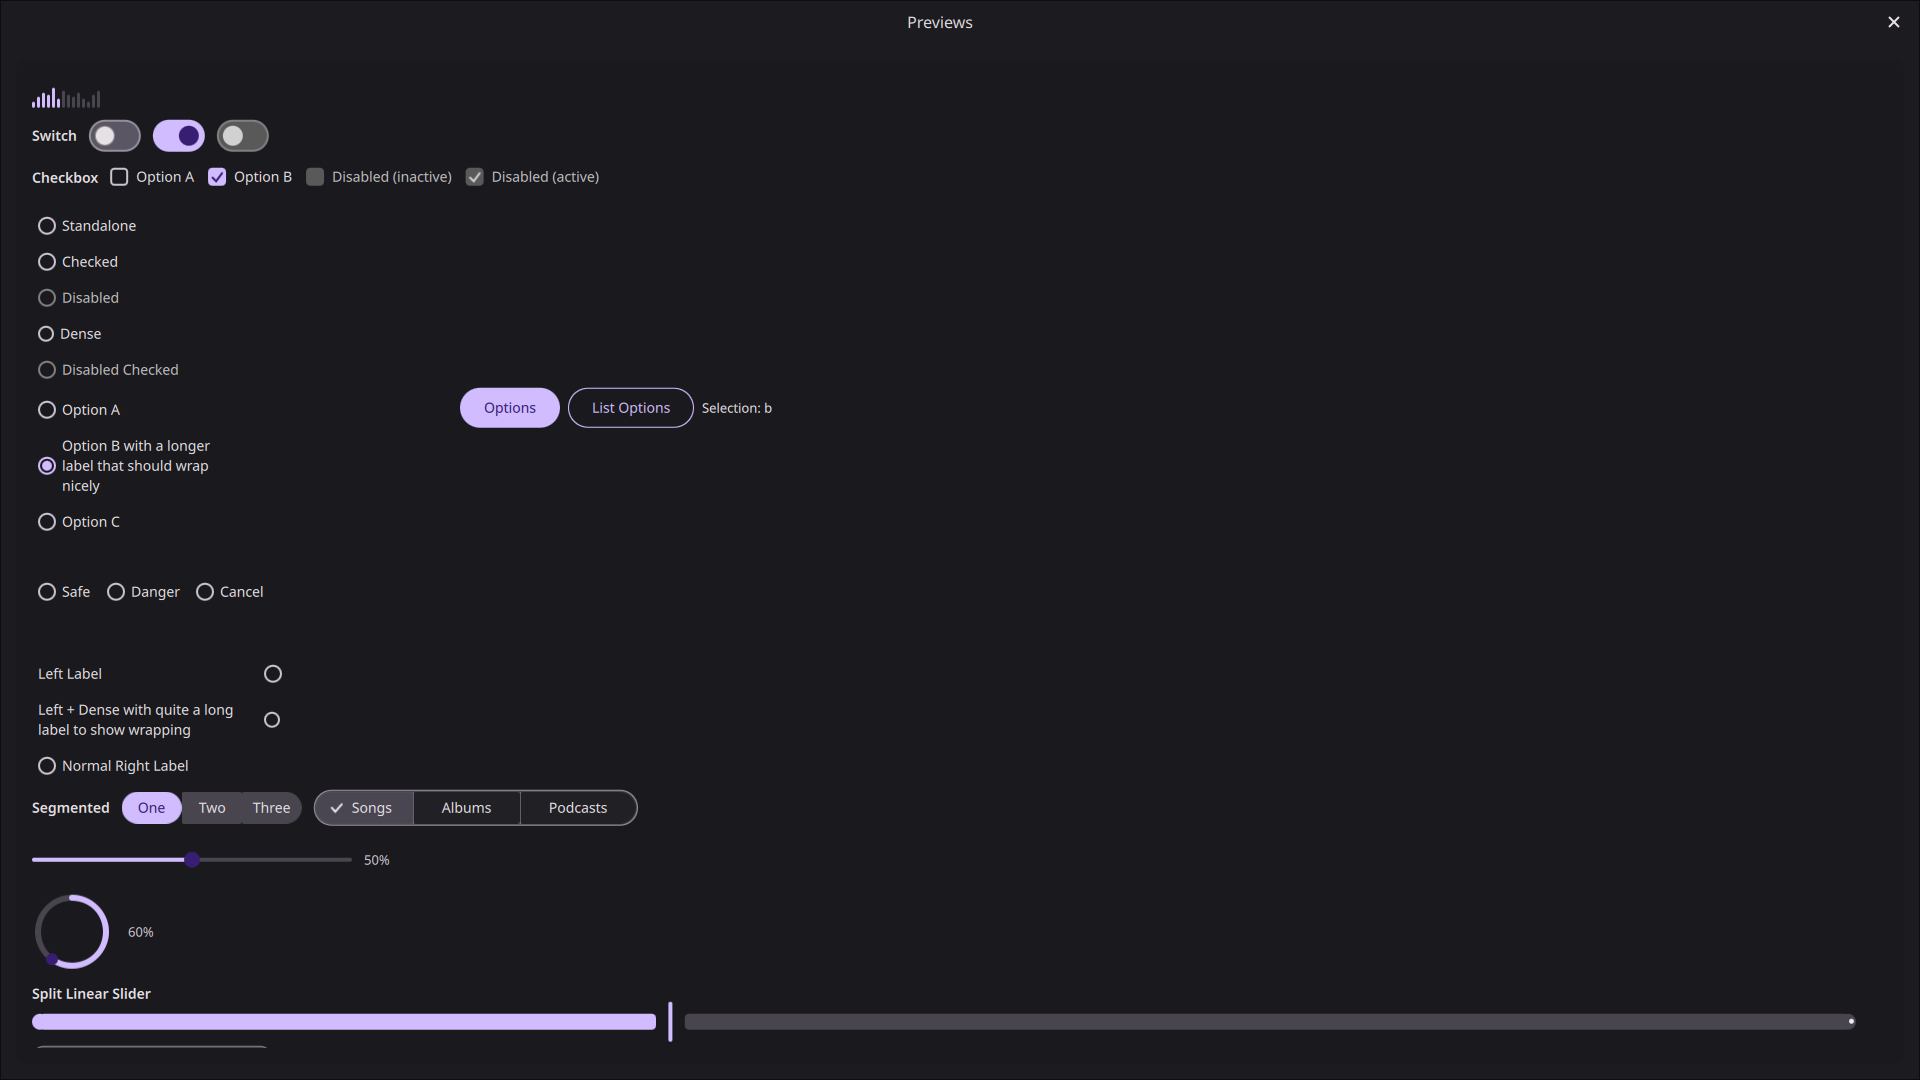 Previews
Switch
Checkbox Option A Option B Disabled (inactive) Disabled (active)
Standalone
Checked
Disabled
Dense
Disabled Checked
Option A
Options List Options Selection: b
Option B with a longer
label that should wrap
nicely
Option C
Safe Danger Cancel
Left Label
Left + Dense with quite a long
label to show wrapping
Normal Right Label
Segmented One Two Three Songs Albums Podcasts
50%
60%
Split Linear Slider